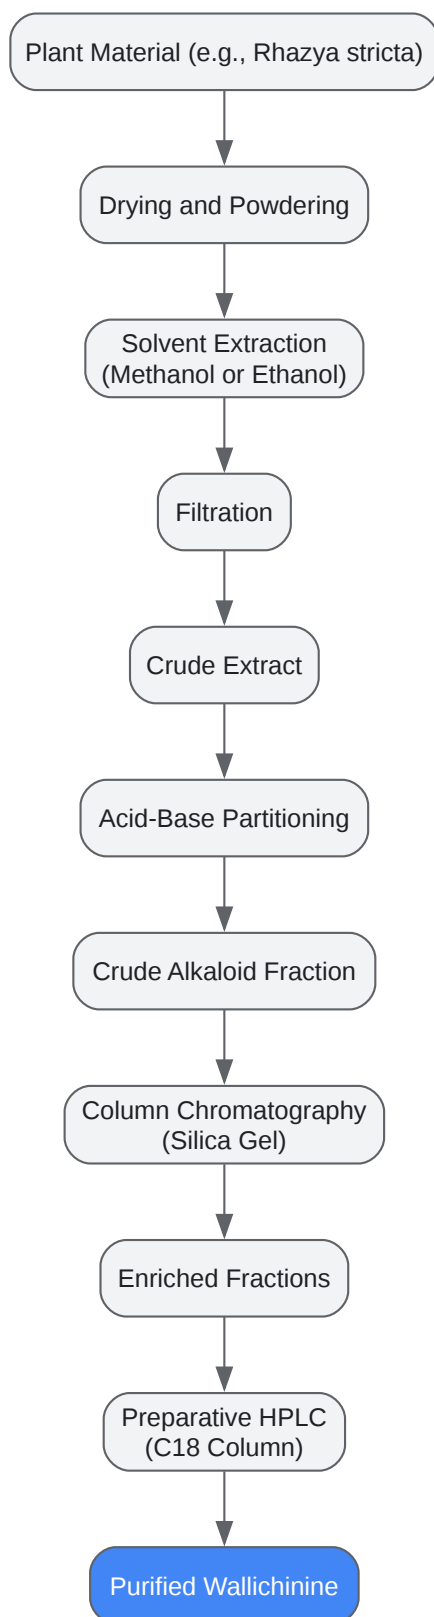 Plant Material (e.g., Rhazya stricta)
Drying and Powdering
Solvent Extraction
(Methanol or Ethanol)
Filtration
Crude Extract
Acid-Base Partitioning
Crude Alkaloid Fraction
Column Chromatography
(Silica Gel)
Enriched Fractions
Preparative HPLC
(C18 Column)
Purified Wallichinine